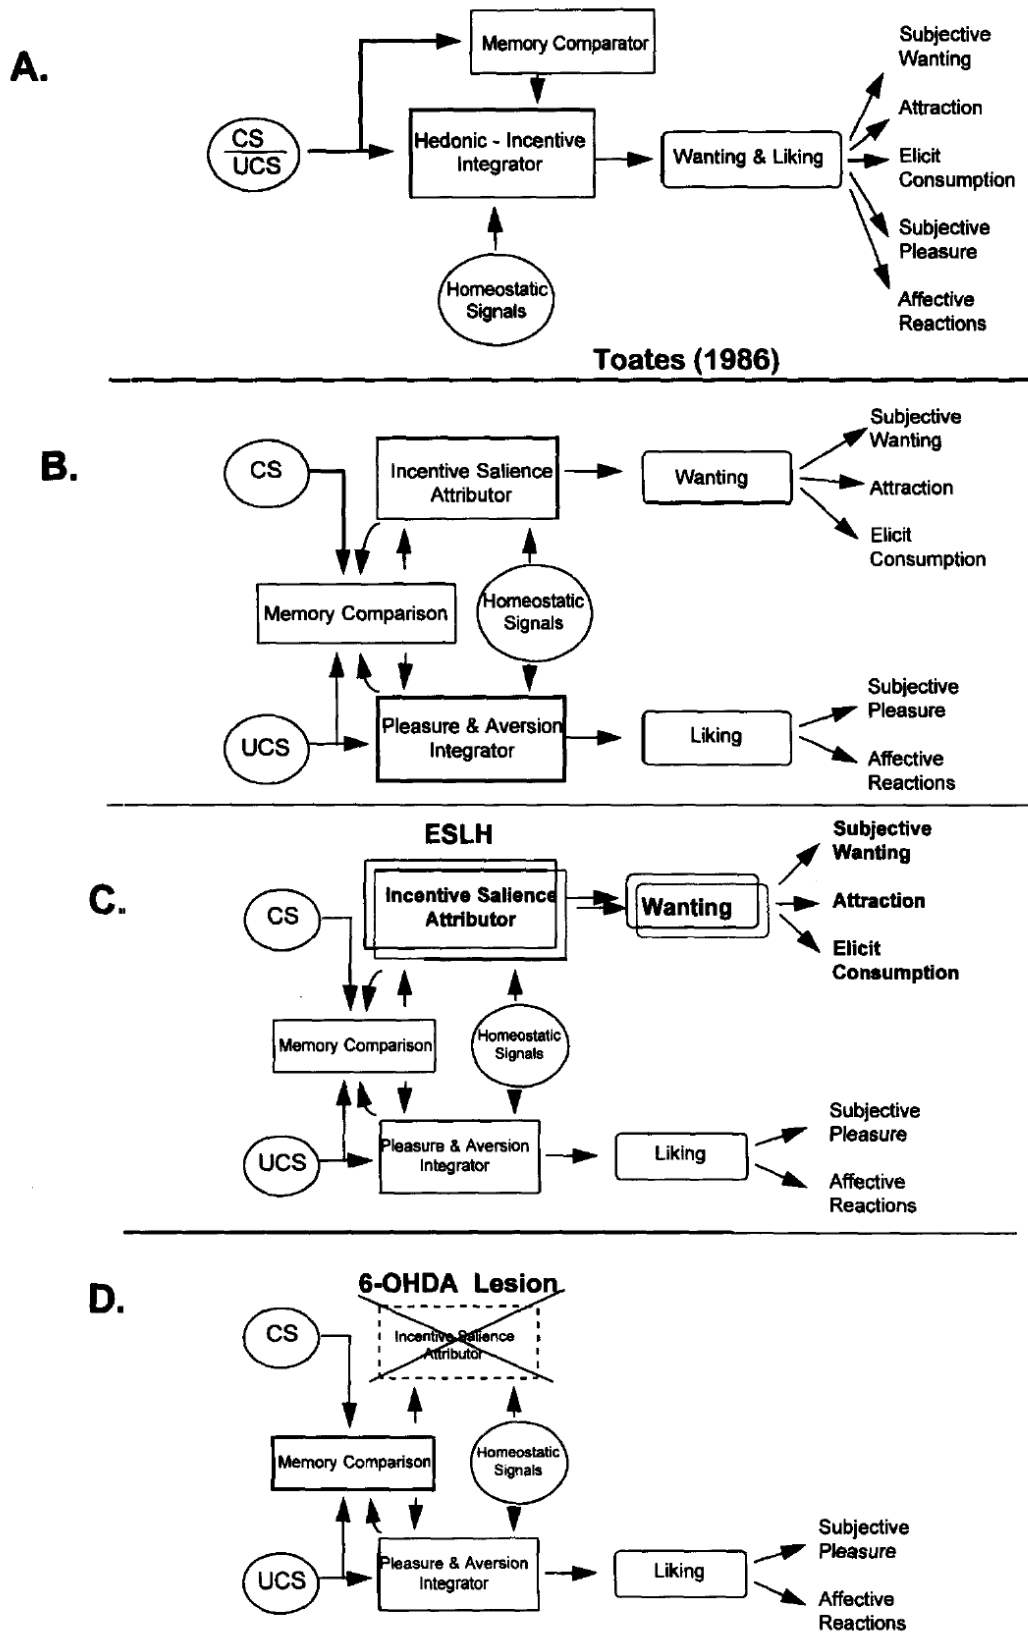 A.
Memory Comparator
CS
UCS
Hedonic - Incentive
Integrator
Wanting & Liking
Subjective
Wanting
Attraction
Elicit
Consumption
Subjective
Pleasure
Affective
Reactions
Homeostatic
Signals
Toates (1986)
B.
CS
Incentive Salience
Attributor
Wanting
Subjective
Wanting
Attraction
Elicit
Consumption
Memory Comparison
Homeostatic
Signals
UCS
Pleasure & Aversion
Integrator
Liking
Subjective
Pleasure
Affective
Reactions
ESLH
C.
CS
Incentive Salience
Attributor
Wanting
Subjective
Wanting
Attraction
Elicit
Consumption
Memory Comparison
Homeostatic
Signals
UCS
Pleasure & Aversion
Integrator
Liking
Subjective
Pleasure
Affective
Reactions
6-OHDA Lesion
D.
CS
Incentive Salience
Attributor
Memory Comparison
Homeostatic
Signals
UCS
Pleasure & Aversion
Integrator
Liking
Subjective
Pleasure
Affective
Reactions